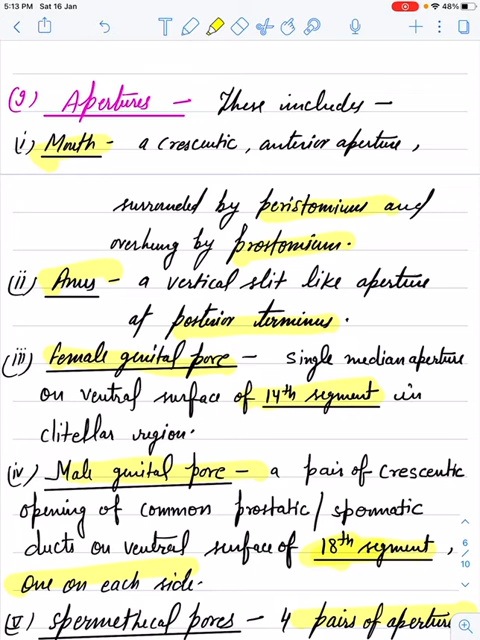 5:13 PM Sat 16 Jan
48%
(g) Apertures - These includes -
(i) Mouth - a crescentic, anterior aperture,
surrounded by peristomium and
overhung by prostomium.
(ii) Anus - a vertical slit like aperture
at posterior terminus.
(iii) female genital pore - Single median aperture
on ventral surface of 14th segment in
clitellar region.
(iv) Male genital pore - a pair of crescentic
opening of common prostatic/spermatic
ducts on ventral surface of 18th segment,
one on each side.
6
10
(v) spermethecal pores - 4 pairs of aperture